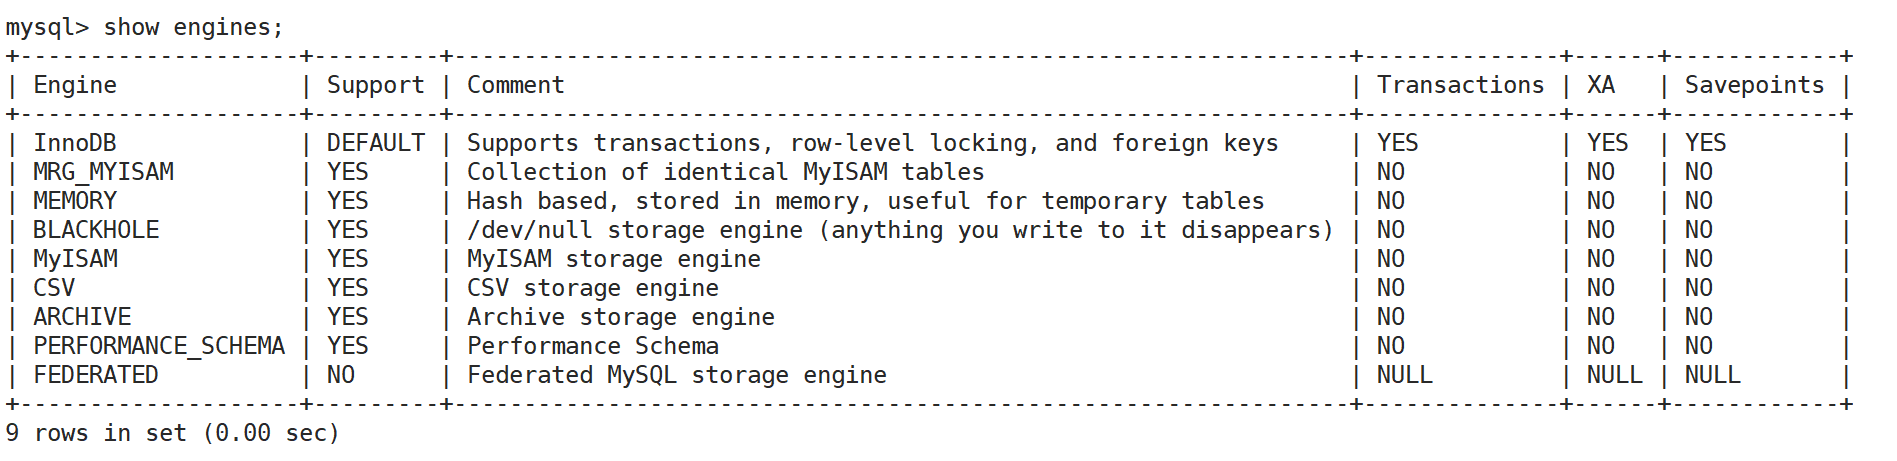 mysql> show engines;
+--------------------+---------+----------------------------------------------------------------+--------------+------+------------+
| Engine             | Support | Comment                                                        | Transactions | XA   | Savepoints |
+--------------------+---------+----------------------------------------------------------------+--------------+------+------------+
| InnoDB             | DEFAULT | Supports transactions, row-level locking, and foreign keys     | YES          | YES  | YES        |
| MRG_MYISAM         | YES     | Collection of identical MyISAM tables                          | NO           | NO   | NO         |
| MEMORY             | YES     | Hash based, stored in memory, useful for temporary tables      | NO           | NO   | NO         |
| BLACKHOLE          | YES     | /dev/null storage engine (anything you write to it disappears) | NO           | NO   | NO         |
| MyISAM             | YES     | MyISAM storage engine                                          | NO           | NO   | NO         |
| CSV                | YES     | CSV storage engine                                             | NO           | NO   | NO         |
| ARCHIVE            | YES     | Archive storage engine                                         | NO           | NO   | NO         |
| PERFORMANCE_SCHEMA | YES     | Performance Schema                                             | NO           | NO   | NO         |
| FEDERATED          | NO      | Federated MySQL storage engine                                 | NULL         | NULL | NULL       |
+--------------------+---------+----------------------------------------------------------------+--------------+------+------------+
9 rows in set (0.00 sec)